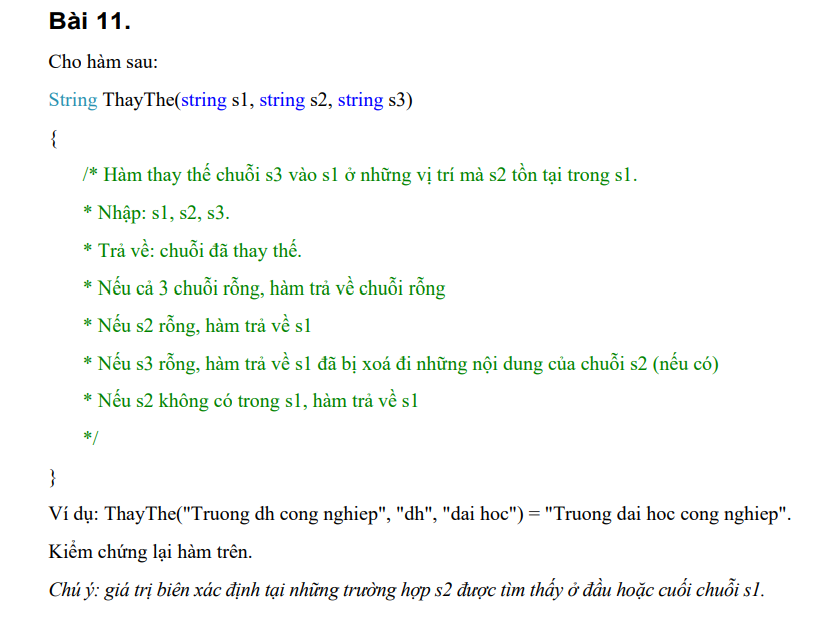 Bài 11.
Cho hàm sau:
String ThayThe(string s1, string s2, string s3)
{
/* Hàm thay thế chuỗi s3 vào s1 ở những vị trí mà s2 tồn tại trong s1.
* Nhập: s1, s2, s3.
* Trả về: chuỗi đã thay thế.
* Nếu cả 3 chuỗi rỗng, hàm trả về chuỗi rỗng
* Nếu s2 rỗng, hàm trả về s1
* Nếu s3 rỗng, hàm trả về s1 đã bị xoá đi những nội dung của chuỗi s2 (nếu có)
* Nếu s2 không có trong s1, hàm trả về s1
*/
}
Ví dụ: ThayThe("Truong dh cong nghiep", "dh", "dai hoc") = "Truong dai hoc cong nghiep".
Kiểm chứng lại hàm trên.
Chú ý: giá trị biên xác định tại những trường hợp s2 được tìm thấy ở đầu hoặc cuối chuỗi s1.